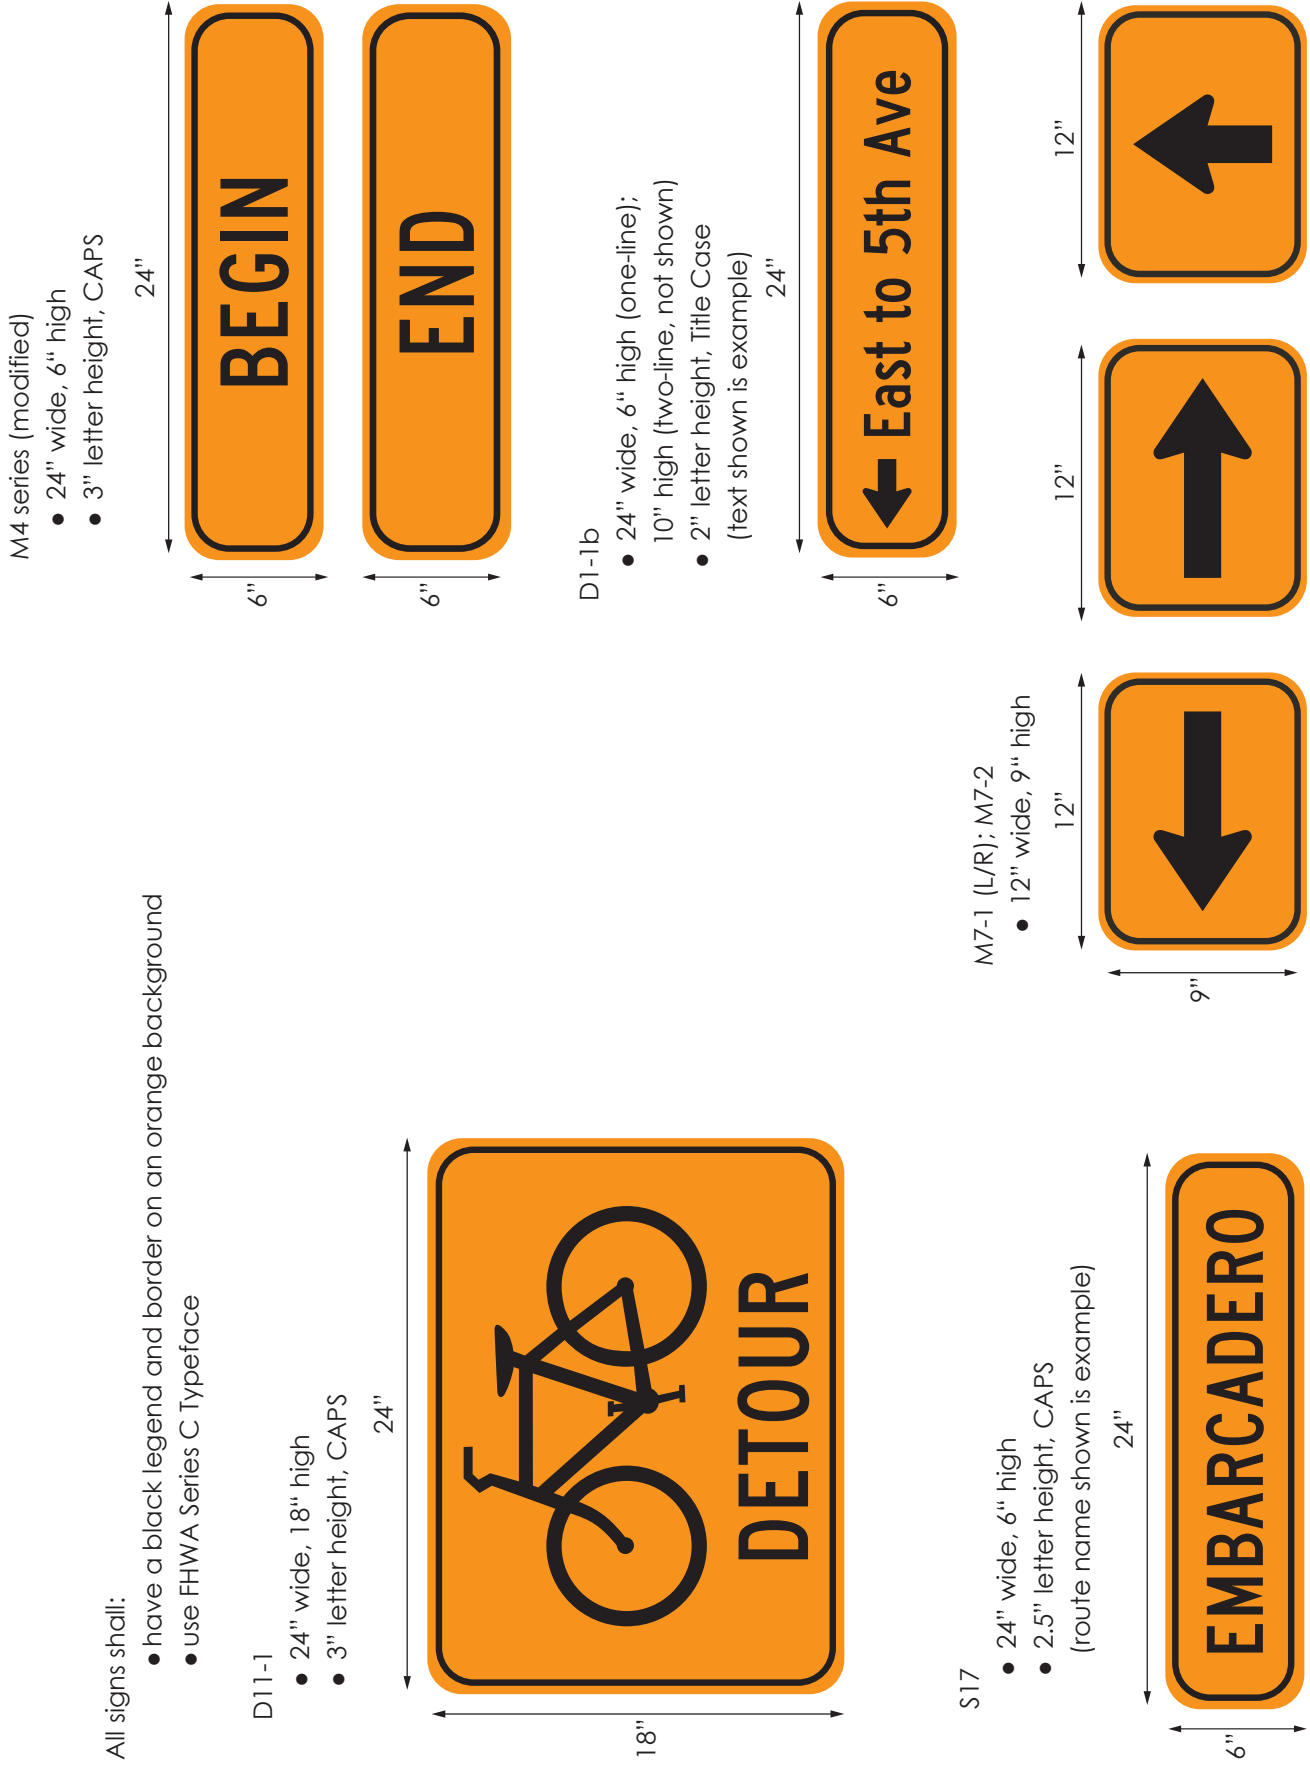 All signs shall:
• have a black legend and border on an orange background
• use FHWA Series C Typeface
D11-1
• 24” wide, 18“ high
• 3” letter height, CAPS
24”
18”
DETOUR
S17
• 24” wide, 6“ high
• 2.5” letter height, CAPS
(route name shown is example)
24”
6”
EMBARCADERO
M4 series (modified)
• 24” wide, 6“ high
• 3” letter height, CAPS
24”
6”
BEGIN
6”
END
D1-1b
• 24” wide, 6“ high (one-line);
10” high (two-line, not shown)
• 2” letter height, Title Case
(text shown is example)
24”
6”
East to 5th Ave
M7-1 (L/R); M7-2
• 12” wide, 9“ high
12”
12”
12”
9”